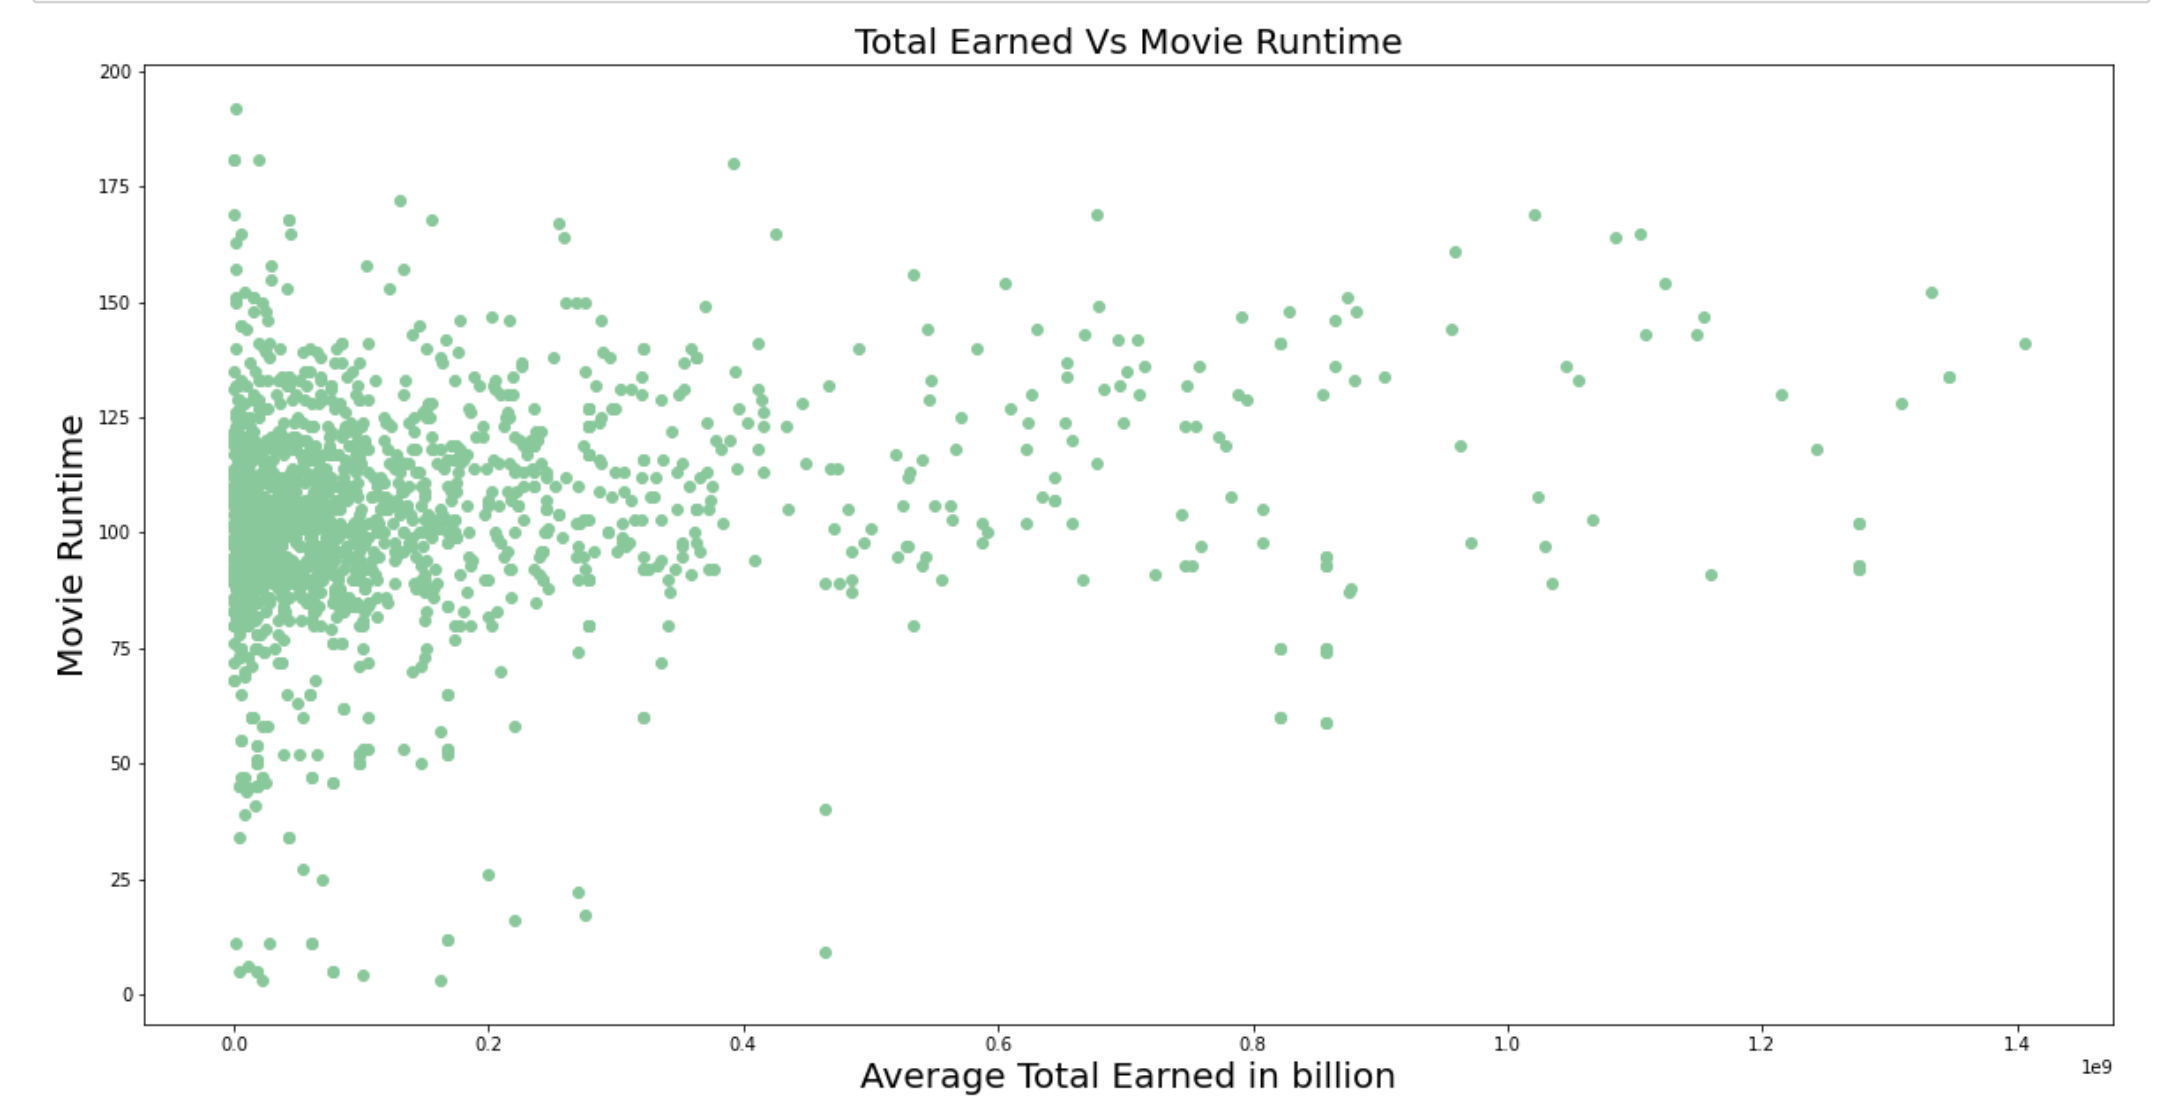 Total Earned Vs Movie Runtime
200
175
150
125
100
75
50
25
0
Movie Runtime
0.0 0.2 0.4 0.6 0.8 1.0 1.2 1.4
1e9
Average Total Earned in billion